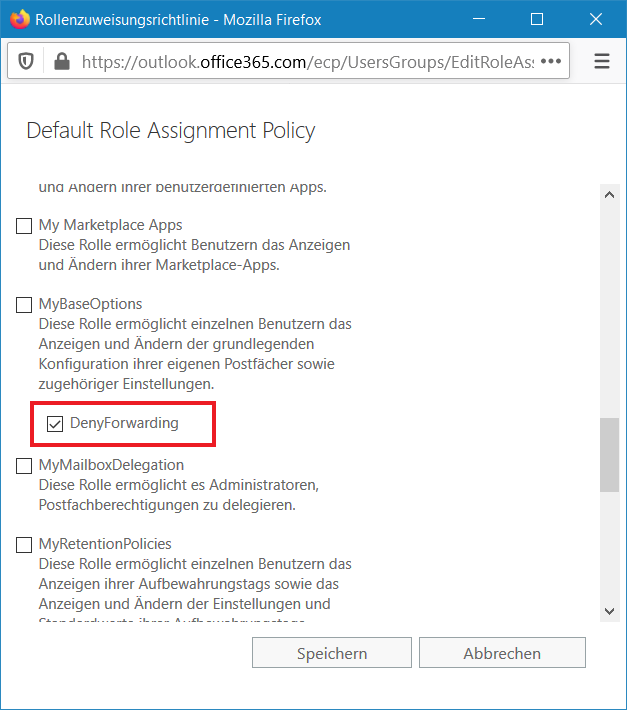 Rollenzuweisungsrichtlinie - Mozilla Firefox
https://outlook.office365.com/ecp/UsersGroups/EditRoleAs
Default Role Assignment Policy
und Ändern ihrer benutzerdefinierten Apps.
My Marketplace Apps
Diese Rolle ermöglicht Benutzern das Anzeigen
und Ändern ihrer Marketplace-Apps.
MyBaseOptions
Diese Rolle ermöglicht einzelnen Benutzern das
Anzeigen und Ändern der grundlegenden
Konfiguration ihrer eigenen Postfächer sowie
zugehöriger Einstellungen.
DenyForwarding
MyMailboxDelegation
Diese Rolle ermöglicht es Administratoren,
Postfachberechtigungen zu delegieren.
MyRetentionPolicies
Diese Rolle ermöglicht einzelnen Benutzern das
Anzeigen ihrer Aufbewahrungstags sowie das
Anzeigen und Ändern der Einstellungen und
Standardwerte ihrer Aufbewahrungstags.
Speichern
Abbrechen